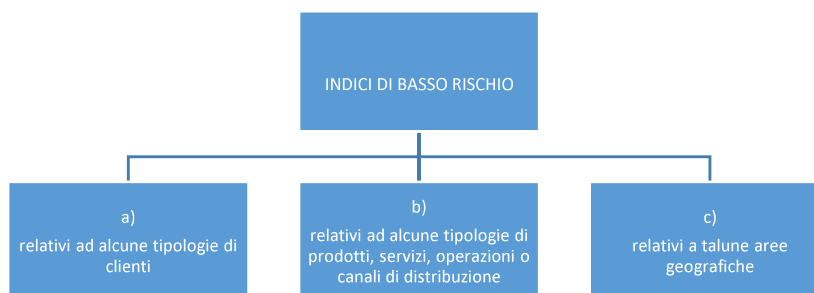 INDICI DI BASSO RISCHIO
a)
relativi ad alcune tipologie di
clienti
b)
relativi ad alcune tipologie di
prodotti, servizi, operazioni o
canali di distribuzione
c)
relativi a talune aree
geografiche